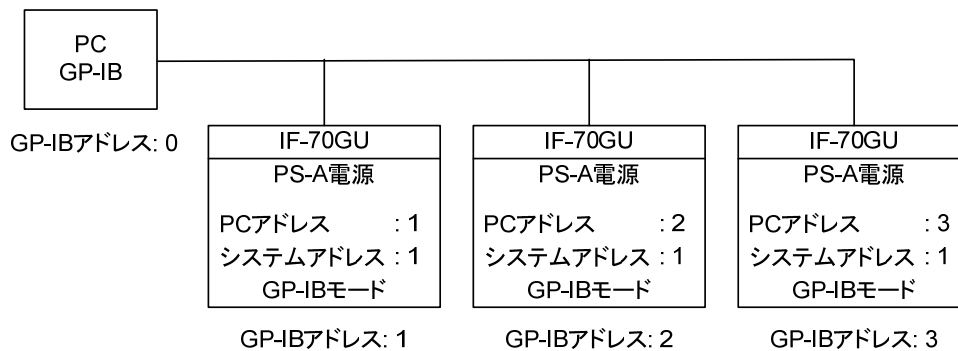 PC
GP-IB
GP-IBアドレス: 0
IF-70GU
PS-A電源
PCアドレス : 1
システムアドレス : 1
GP-IBモード
GP-IBアドレス: 1
IF-70GU
PS-A電源
PCアドレス : 2
システムアドレス : 1
GP-IBモード
GP-IBアドレス: 2
IF-70GU
PS-A電源
PCアドレス : 3
システムアドレス : 1
GP-IBモード
GP-IBアドレス: 3